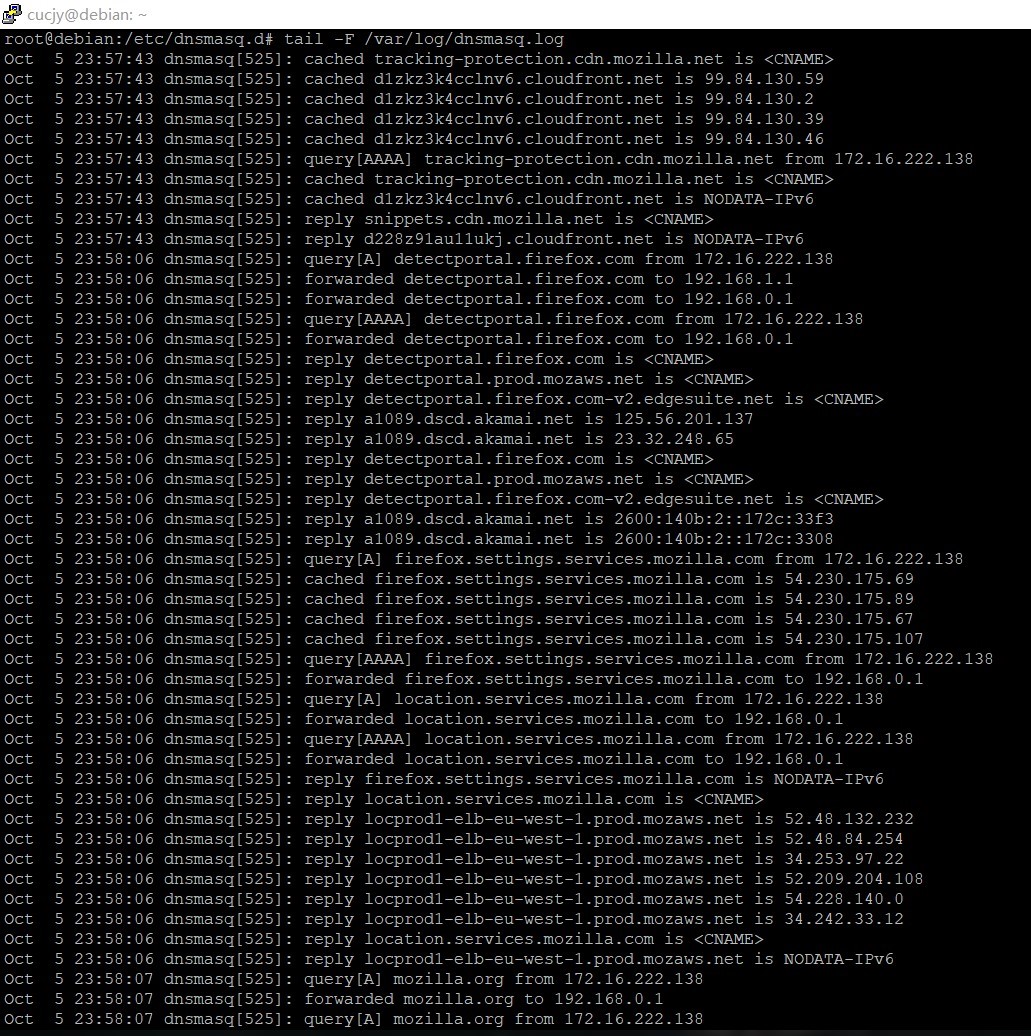 cucjy@debian: ~
root@debian:/etc/dnsmasq.d# tail -F /var/log/dnsmasq.log
Oct  5 23:57:43 dnsmasq[525]: cached tracking-protection.cdn.mozilla.net is <CNAME>
Oct  5 23:57:43 dnsmasq[525]: cached d1zkz3k4cclnv6.cloudfront.net is 99.84.130.59
Oct  5 23:57:43 dnsmasq[525]: cached d1zkz3k4cclnv6.cloudfront.net is 99.84.130.2
Oct  5 23:57:43 dnsmasq[525]: cached d1zkz3k4cclnv6.cloudfront.net is 99.84.130.39
Oct  5 23:57:43 dnsmasq[525]: cached d1zkz3k4cclnv6.cloudfront.net is 99.84.130.46
Oct  5 23:57:43 dnsmasq[525]: query[AAAA] tracking-protection.cdn.mozilla.net from 172.16.222.138
Oct  5 23:57:43 dnsmasq[525]: cached tracking-protection.cdn.mozilla.net is <CNAME>
Oct  5 23:57:43 dnsmasq[525]: cached d1zkz3k4cclnv6.cloudfront.net is NODATA-IPv6
Oct  5 23:57:43 dnsmasq[525]: reply snippets.cdn.mozilla.net is <CNAME>
Oct  5 23:57:43 dnsmasq[525]: reply d228z91au11ukj.cloudfront.net is NODATA-IPv6
Oct  5 23:58:06 dnsmasq[525]: query[A] detectportal.firefox.com from 172.16.222.138
Oct  5 23:58:06 dnsmasq[525]: forwarded detectportal.firefox.com to 192.168.1.1
Oct  5 23:58:06 dnsmasq[525]: forwarded detectportal.firefox.com to 192.168.0.1
Oct  5 23:58:06 dnsmasq[525]: query[AAAA] detectportal.firefox.com from 172.16.222.138
Oct  5 23:58:06 dnsmasq[525]: forwarded detectportal.firefox.com to 192.168.0.1
Oct  5 23:58:06 dnsmasq[525]: reply detectportal.firefox.com is <CNAME>
Oct  5 23:58:06 dnsmasq[525]: reply detectportal.prod.mozaws.net is <CNAME>
Oct  5 23:58:06 dnsmasq[525]: reply detectportal.firefox.com-v2.edgesuite.net is <CNAME>
Oct  5 23:58:06 dnsmasq[525]: reply a1089.dscd.akamai.net is 125.56.201.137
Oct  5 23:58:06 dnsmasq[525]: reply a1089.dscd.akamai.net is 23.32.248.65
Oct  5 23:58:06 dnsmasq[525]: reply detectportal.firefox.com is <CNAME>
Oct  5 23:58:06 dnsmasq[525]: reply detectportal.prod.mozaws.net is <CNAME>
Oct  5 23:58:06 dnsmasq[525]: reply detectportal.firefox.com-v2.edgesuite.net is <CNAME>
Oct  5 23:58:06 dnsmasq[525]: reply a1089.dscd.akamai.net is 2600:140b:2::172c:33f3
Oct  5 23:58:06 dnsmasq[525]: reply a1089.dscd.akamai.net is 2600:140b:2::172c:3308
Oct  5 23:58:06 dnsmasq[525]: query[A] firefox.settings.services.mozilla.com from 172.16.222.138
Oct  5 23:58:06 dnsmasq[525]: cached firefox.settings.services.mozilla.com is 54.230.175.69
Oct  5 23:58:06 dnsmasq[525]: cached firefox.settings.services.mozilla.com is 54.230.175.89
Oct  5 23:58:06 dnsmasq[525]: cached firefox.settings.services.mozilla.com is 54.230.175.67
Oct  5 23:58:06 dnsmasq[525]: cached firefox.settings.services.mozilla.com is 54.230.175.107
Oct  5 23:58:06 dnsmasq[525]: query[AAAA] firefox.settings.services.mozilla.com from 172.16.222.138
Oct  5 23:58:06 dnsmasq[525]: forwarded firefox.settings.services.mozilla.com to 192.168.0.1
Oct  5 23:58:06 dnsmasq[525]: query[A] location.services.mozilla.com from 172.16.222.138
Oct  5 23:58:06 dnsmasq[525]: forwarded location.services.mozilla.com to 192.168.0.1
Oct  5 23:58:06 dnsmasq[525]: query[AAAA] location.services.mozilla.com from 172.16.222.138
Oct  5 23:58:06 dnsmasq[525]: forwarded location.services.mozilla.com to 192.168.0.1
Oct  5 23:58:06 dnsmasq[525]: reply firefox.settings.services.mozilla.com is NODATA-IPv6
Oct  5 23:58:06 dnsmasq[525]: reply location.services.mozilla.com is <CNAME>
Oct  5 23:58:06 dnsmasq[525]: reply locprod1-elb-eu-west-1.prod.mozaws.net is 52.48.132.232
Oct  5 23:58:06 dnsmasq[525]: reply locprod1-elb-eu-west-1.prod.mozaws.net is 52.48.84.254
Oct  5 23:58:06 dnsmasq[525]: reply locprod1-elb-eu-west-1.prod.mozaws.net is 34.253.97.22
Oct  5 23:58:06 dnsmasq[525]: reply locprod1-elb-eu-west-1.prod.mozaws.net is 52.209.204.108
Oct  5 23:58:06 dnsmasq[525]: reply locprod1-elb-eu-west-1.prod.mozaws.net is 54.228.140.0
Oct  5 23:58:06 dnsmasq[525]: reply locprod1-elb-eu-west-1.prod.mozaws.net is 34.242.33.12
Oct  5 23:58:06 dnsmasq[525]: reply location.services.mozilla.com is <CNAME>
Oct  5 23:58:06 dnsmasq[525]: reply locprod1-elb-eu-west-1.prod.mozaws.net is NODATA-IPv6
Oct  5 23:58:07 dnsmasq[525]: query[A] mozilla.org from 172.16.222.138
Oct  5 23:58:07 dnsmasq[525]: forwarded mozilla.org to 192.168.0.1
Oct  5 23:58:07 dnsmasq[525]: query[A] mozilla.org from 172.16.222.138